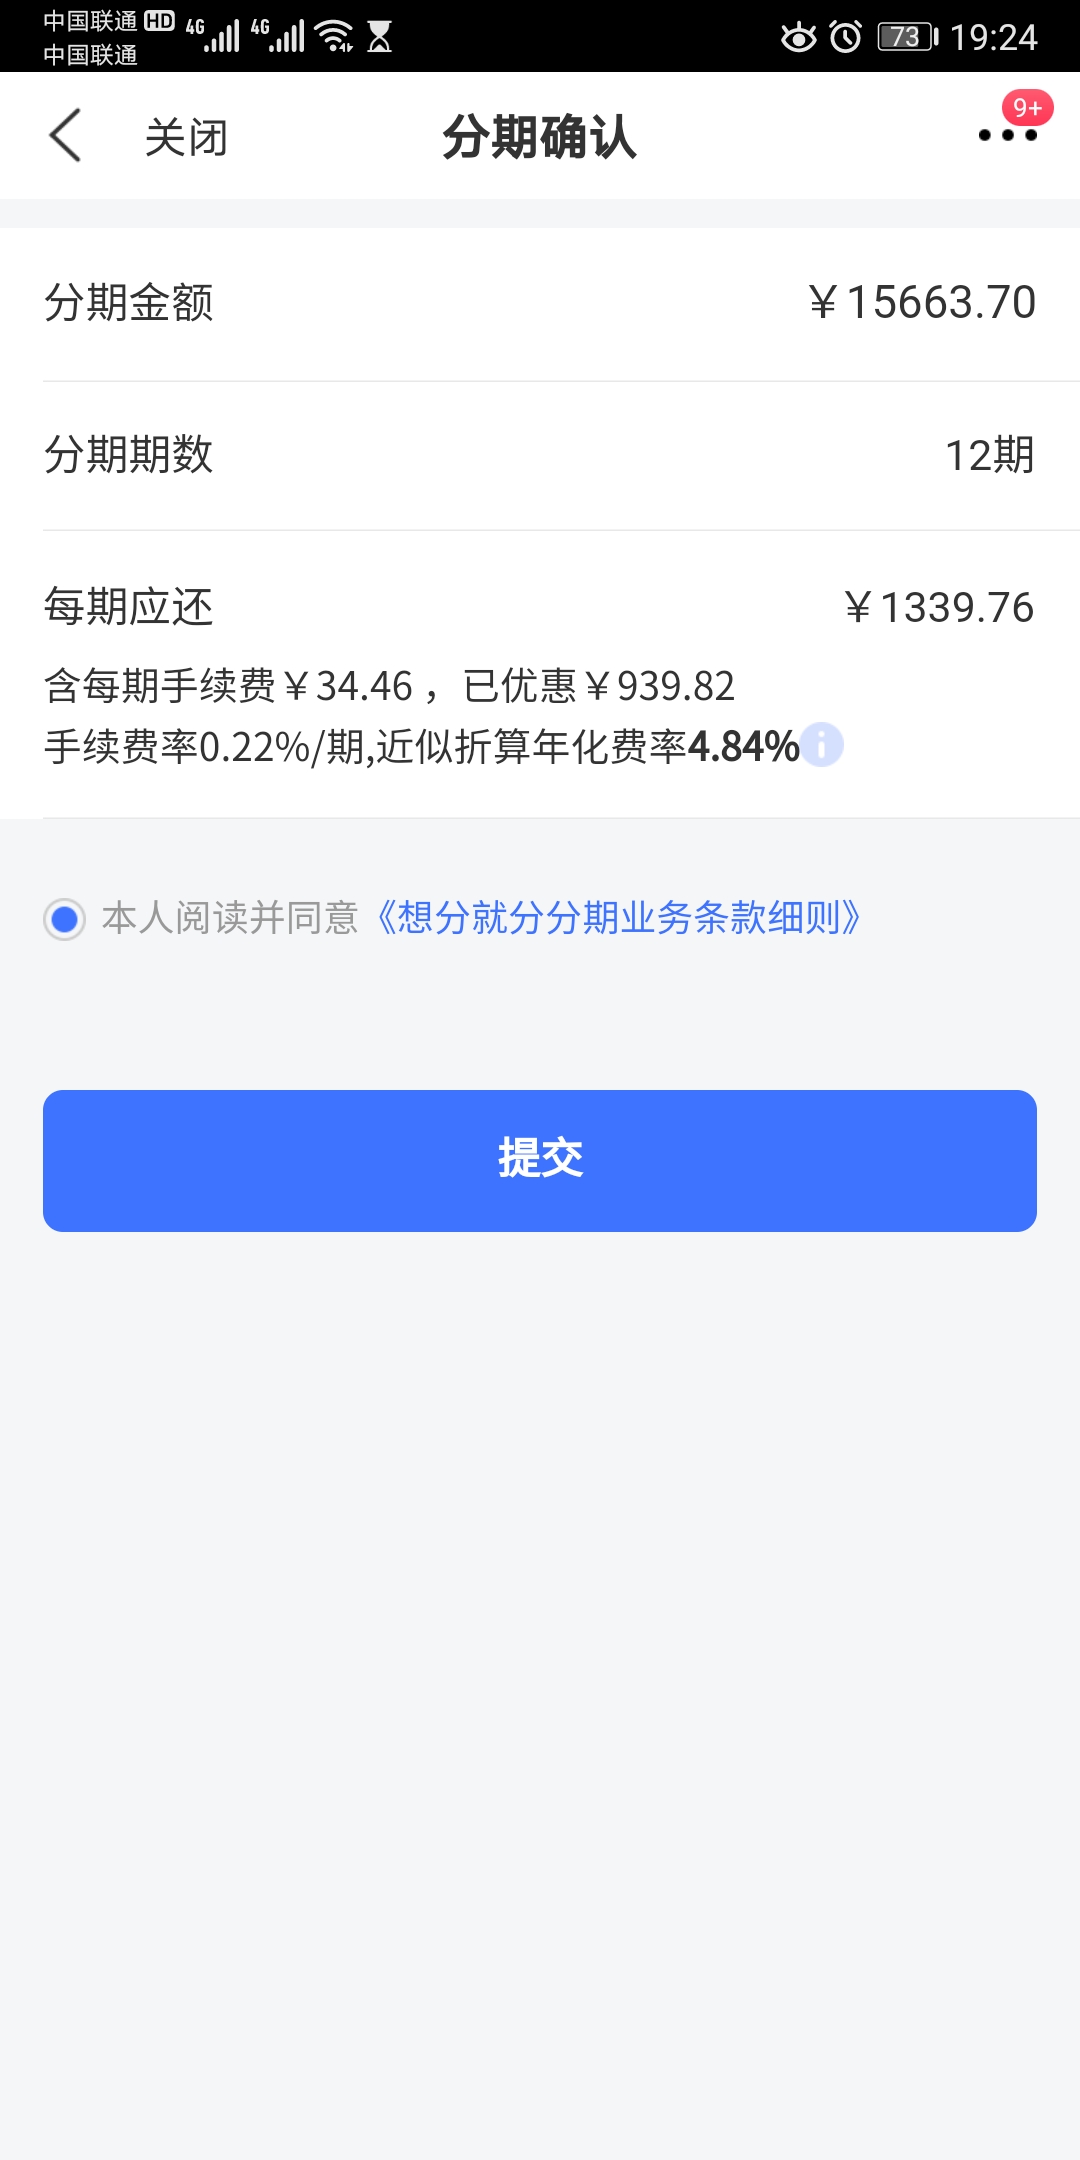 中国联通 HD 4G 4G 73 19:24
中国联通
关闭 分期确认 9+
分期金额 ￥15663.70
分期期数 12期
每期应还 ￥1339.76
含每期手续费￥34.46，已优惠￥939.82
手续费率0.22%/期,近似折算年化费率4.84%
本人阅读并同意《想分就分分期业务条款细则》
提交